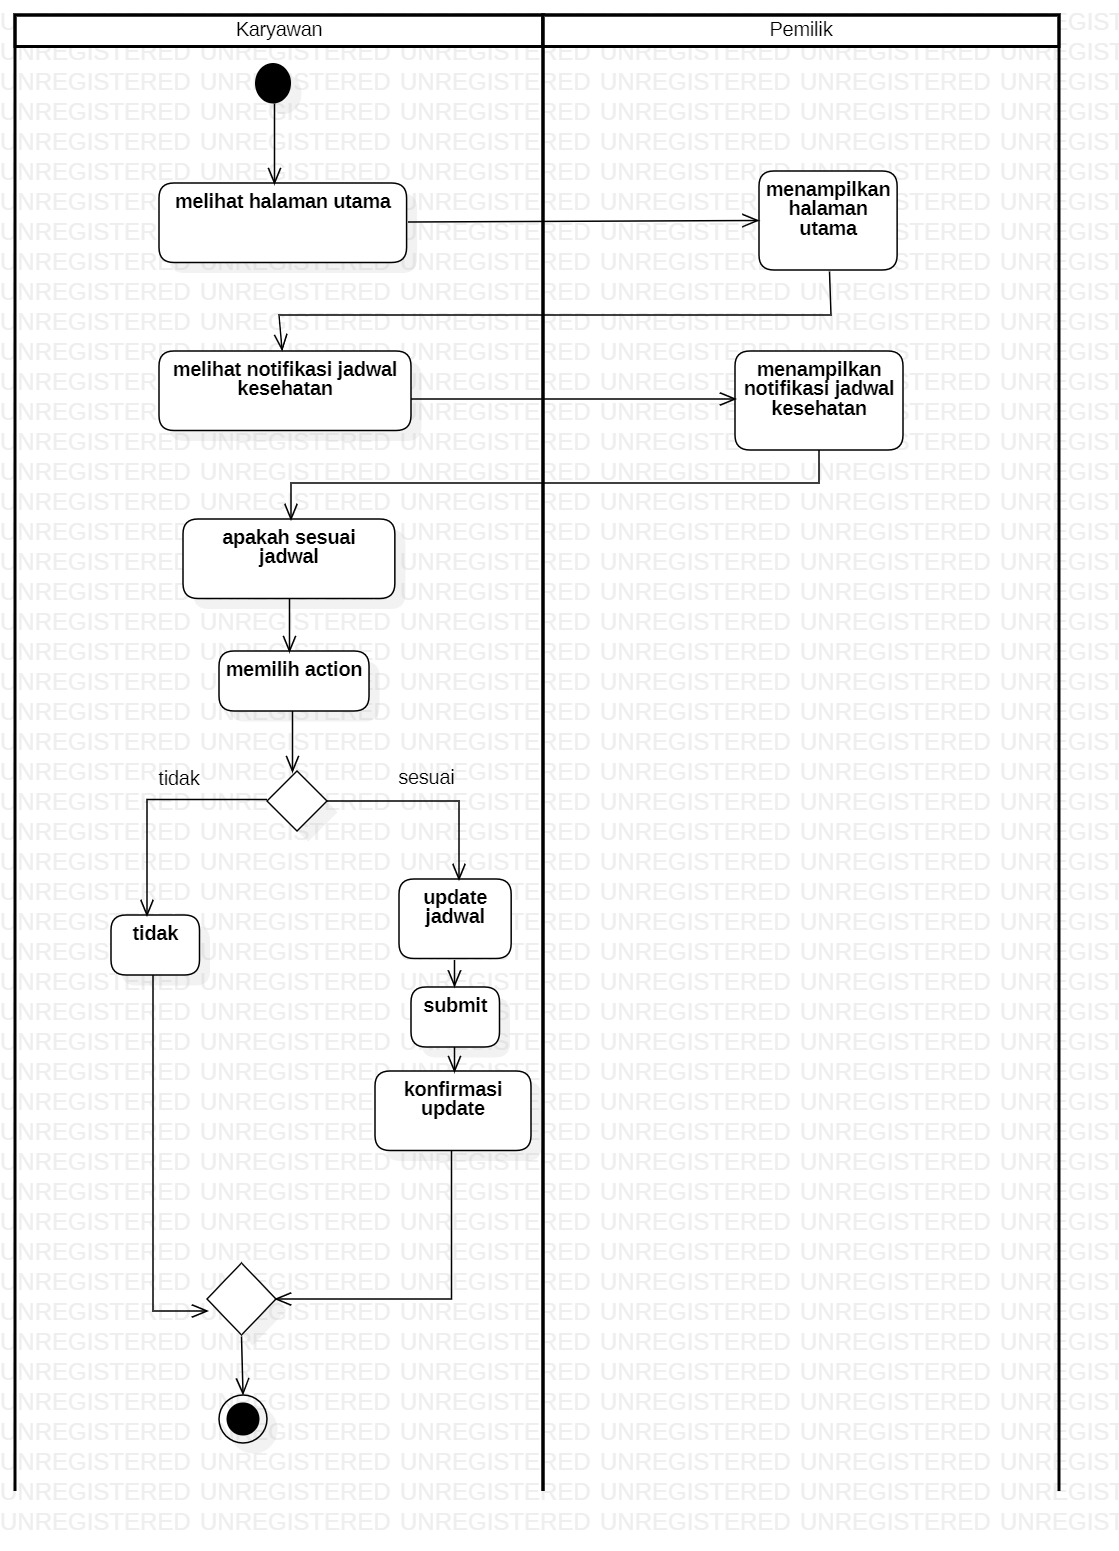 Karyawan
Pemilik
melihat halaman utama
menampilkan
halaman
utama
melihat notifikasi jadwal
kesehatan
menampilkan
notifikasi jadwal
kesehatan
apakah sesuai
jadwal
memilih action
tidak
sesuai
update
jadwal
tidak
submit
konfirmasi
update
UNREGISTERED